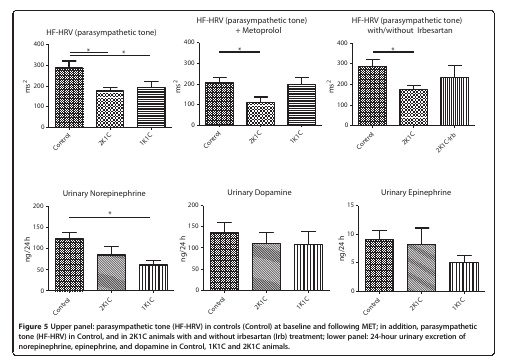 HF-HRV (parasympathetic tone)
ms²
400
300
200
100
0
*
*
Control
2K1C
1K1C
HF-HRV (parasympathetic tone)
+ Metoprolol
ms²
400
300
200
100
0
*
Control
2K1C
1K1C
HF-HRV (parasympathetic tone)
with/without Irbesartan
ms²
400
300
200
100
0
*
Control
2K1C
2K1C-Irb
Urinary Norepinephrine
ng/24 h
200
150
100
50
0
*
Control
2K1C
1K1C
Urinary Dopamine
ng/24 h
200
150
100
50
0
Control
2K1C
1K1C
Urinary Epinephrine
ng/24 h
15
10
5
0
Control
2K1C
1K1C
Figure 5 Upper panel: parasympathetic tone (HF-HRV) in controls (Control) at baseline and following MET; in addition, parasympathetic
tone (HF-HRV) in Control, and in 2K1C animals with and without irbesartan (Irb) treatment; lower panel: 24-hour urinary excretion of
norepinephrine, epinephrine, and dopamine in Control, 1K1C and 2K1C animals.